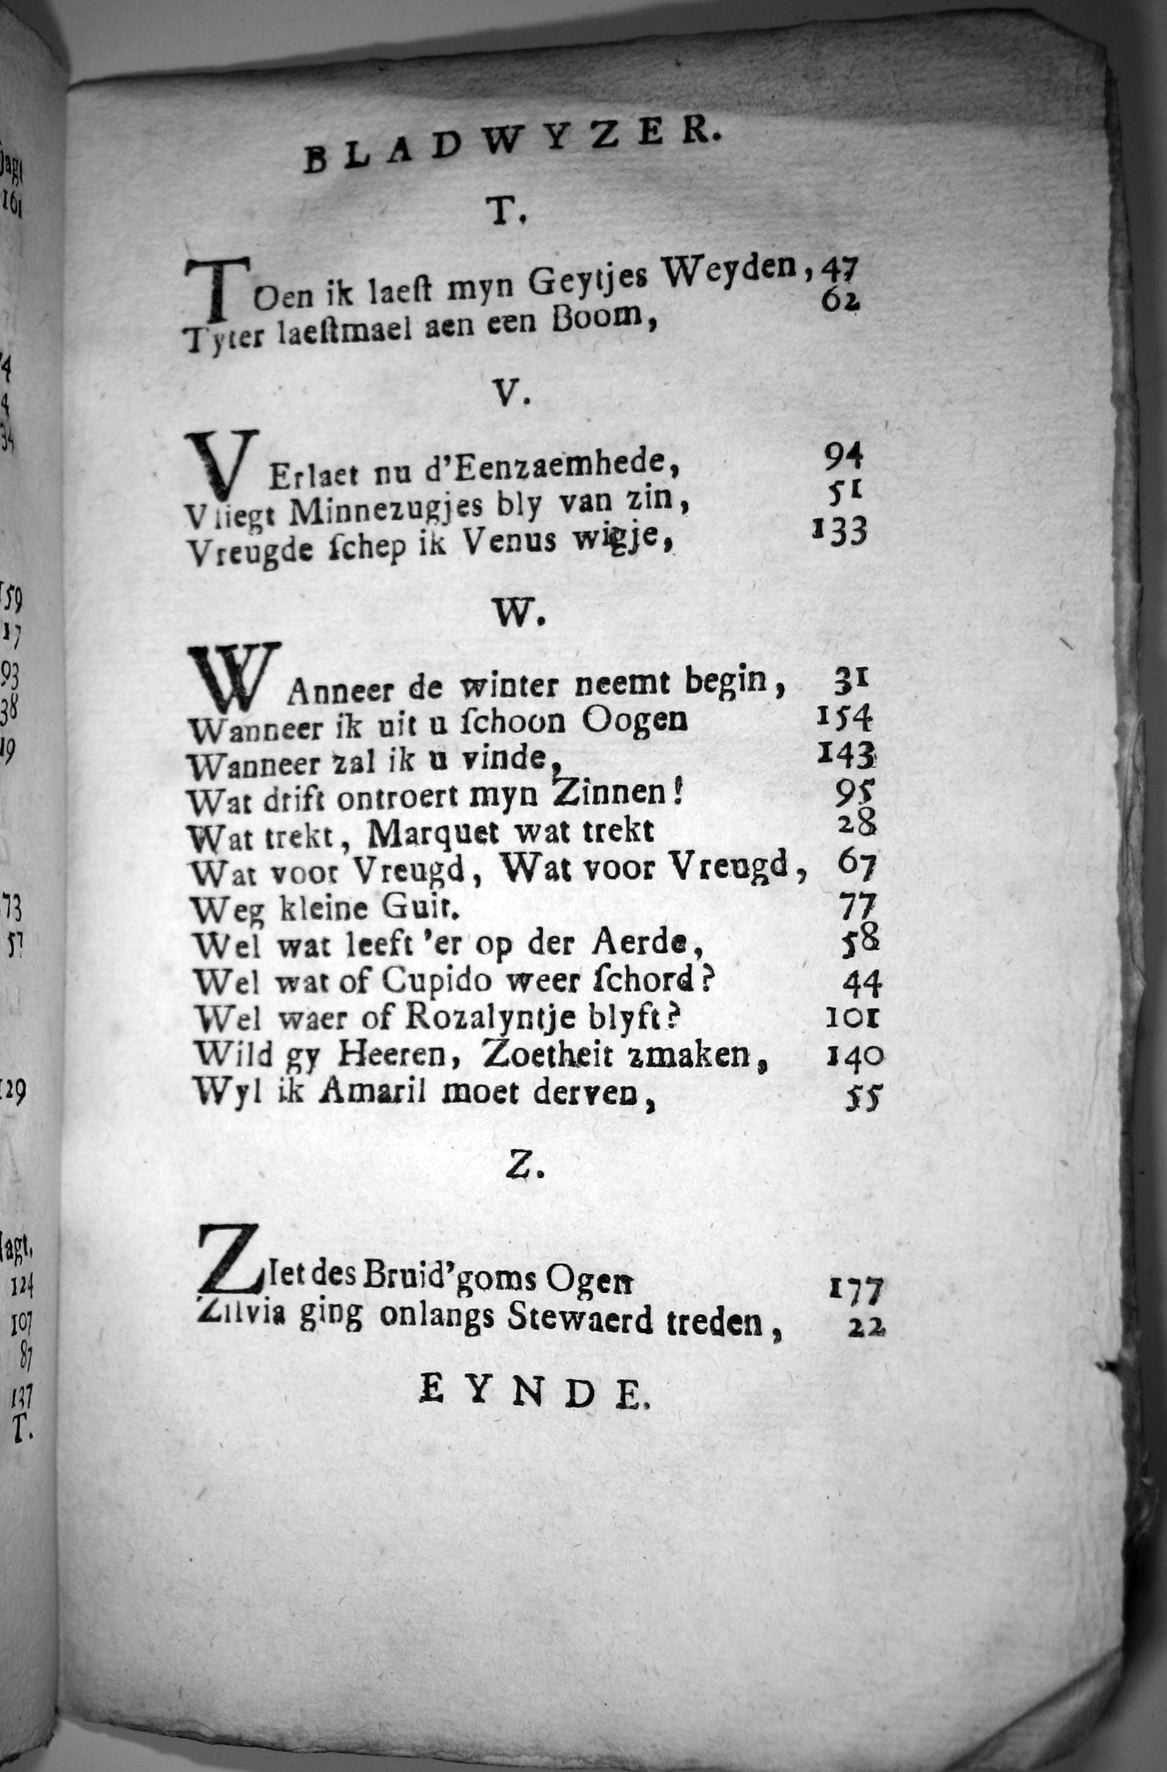 BLADWYZER.
T.
TOen ik laeſt myn Geytjes Weyden, 47
Tyter laeſtmael aen een Boom, 62
V.
VErlaet nu d'Eenzaemhede, 94
Vliegt Minnezugjes bly van zin, 51
Vreugde ſchep ik Venus wigje, 133
W.
WAnneer de winter neemt begin, 31
Wanneer ik uit u ſchoon Oogen 154
Wanneer zal ik u vinde, 143
Wat drift ontroert myn Zinnen! 95
Wat trekt, Marquet wat trekt 28
Wat voor Vreugd, Wat voor Vreugd, 67
Weg kleine Guit. 77
Wel wat leeft 'er op der Aerde, 58
Wel wat of Cupido weer ſchord? 44
Wel waer of Rozalyntje blyft? 101
Wild gy Heeren, Zoetheit zmaken, 140
Wyl ik Amaril moet derven, 55
Z.
ZIet des Bruid'goms Ogen 177
Zilvia ging onlangs Stewaerd treden, 22
EYNDE.